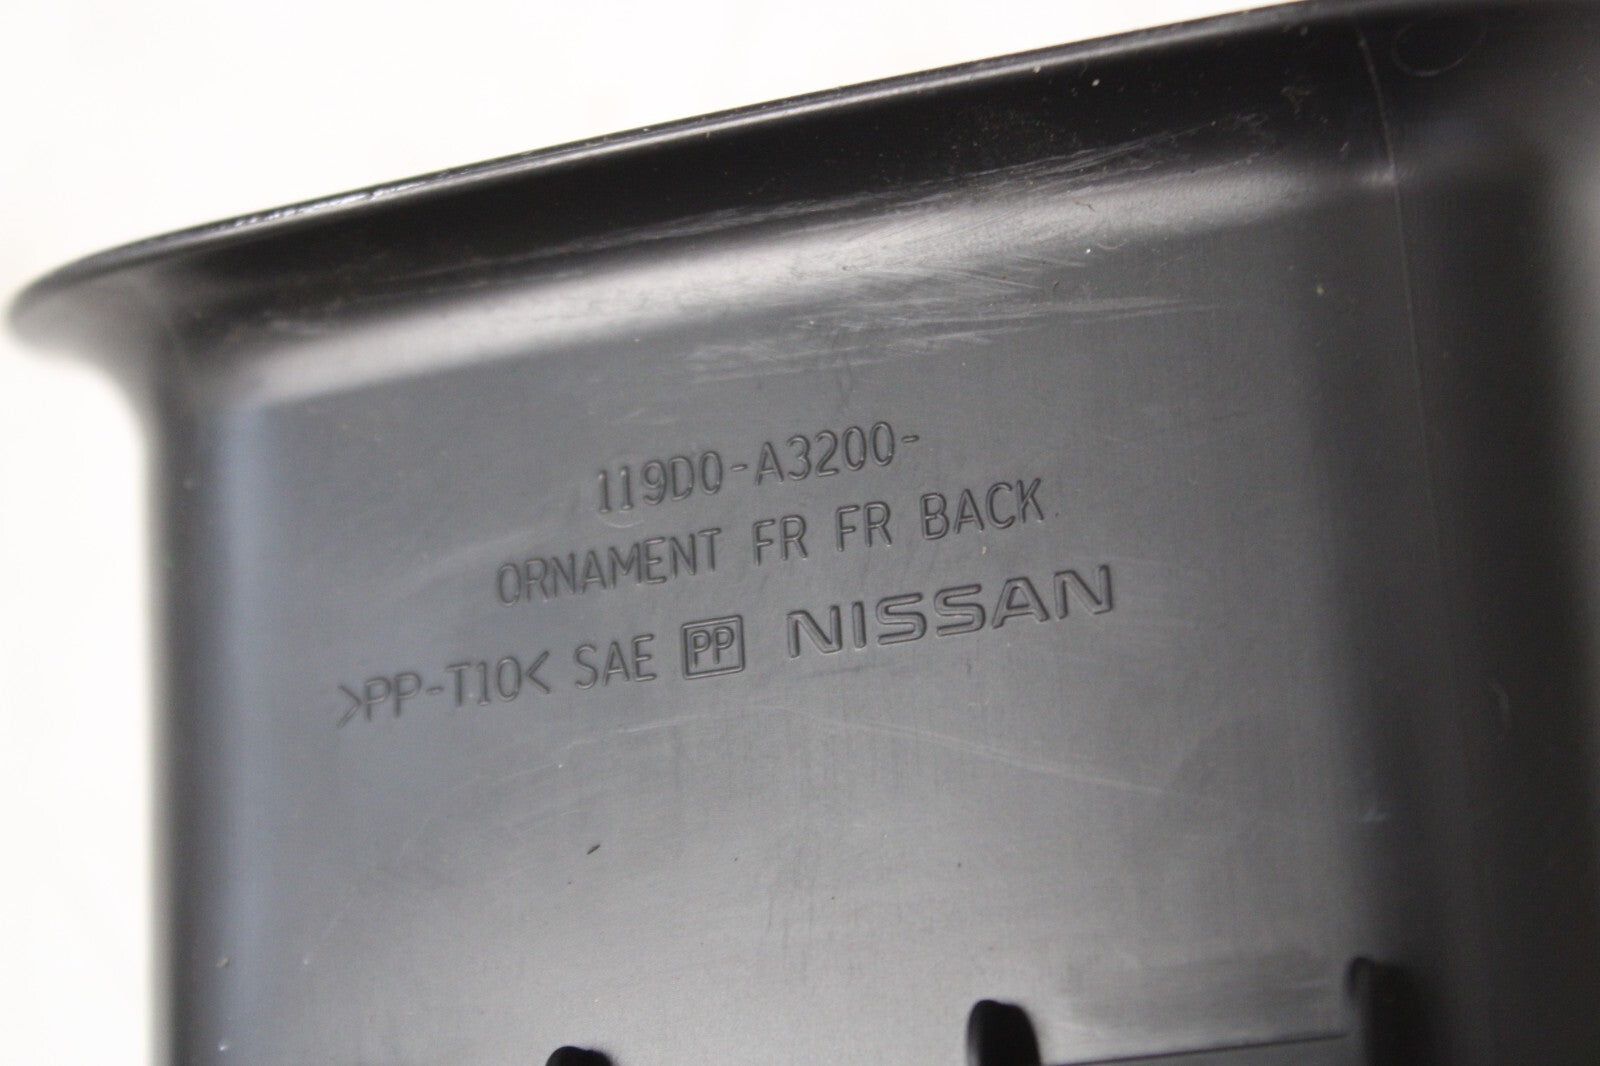 119D0-A3200-
ORNAMENT FR FR BACK
>PP-T10< SAE PP NISSAN